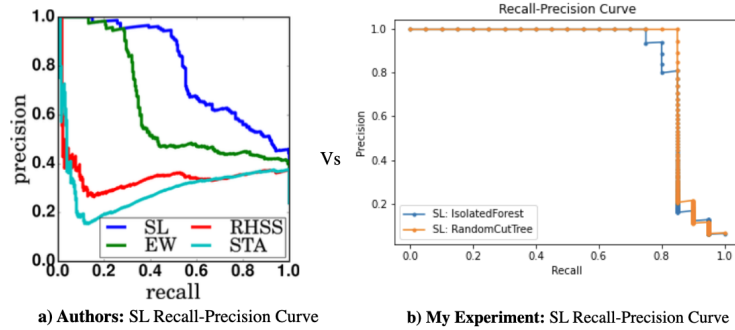 Recall-Precision Curve
1.0
0.8
0.6
0.4
0.2
0.0
precision
0.0 0.2 0.4 0.6 0.8 1.0
recall
SL RHSS
EW STA
Vs
1.0
0.8
0.6
0.4
0.2
Precision
0.0 0.2 0.4 0.6 0.8 1.0
Recall
SL: IsolatedForest
SL: RandomCutTree
a) Authors: SL Recall-Precision Curve
b) My Experiment: SL Recall-Precision Curve